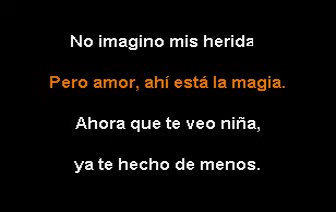 No imagino mis herida
Pero amor, ahí está la magia.
Ahora que te veo niña,
ya te hecho de menos.